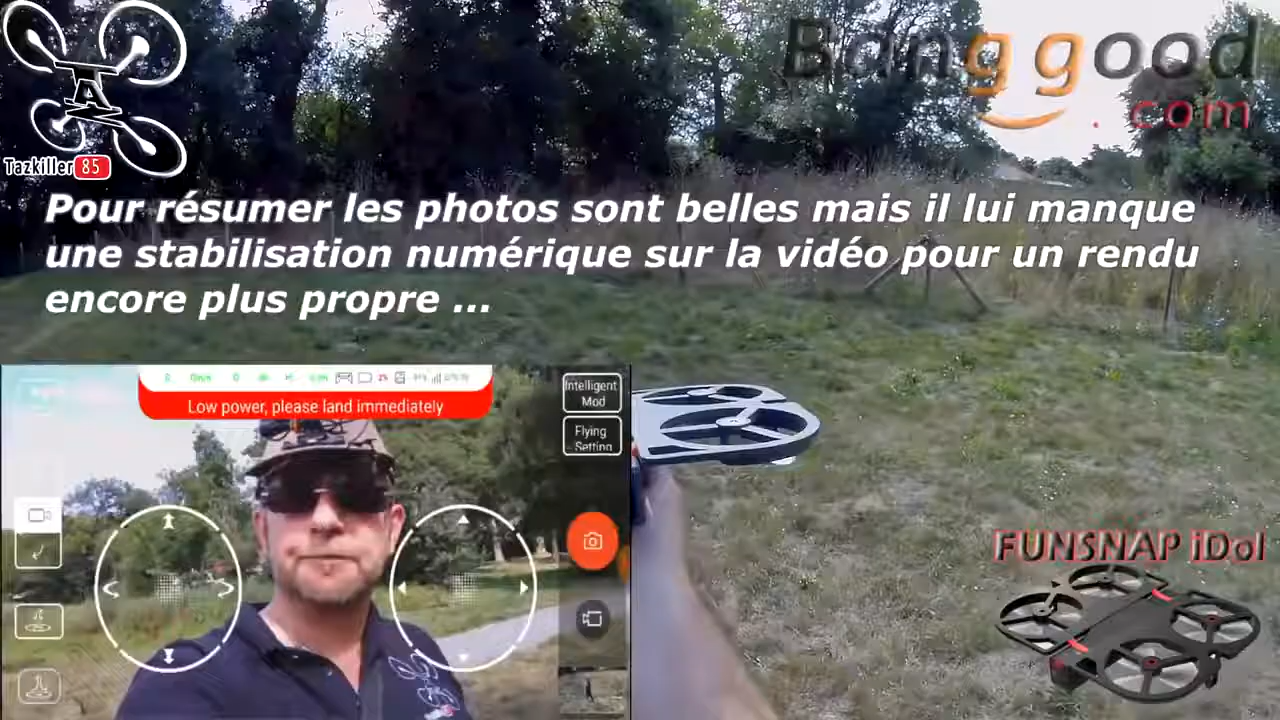 Banggood
.com
Tazkiller 85
Pour résumer les photos sont belles mais il lui manque
une stabilisation numérique sur la vidéo pour un rendu
encore plus propre ...
Low power, please land immediately
Intelligent
Mod
Flying
Setting
FUNSNAP iDol